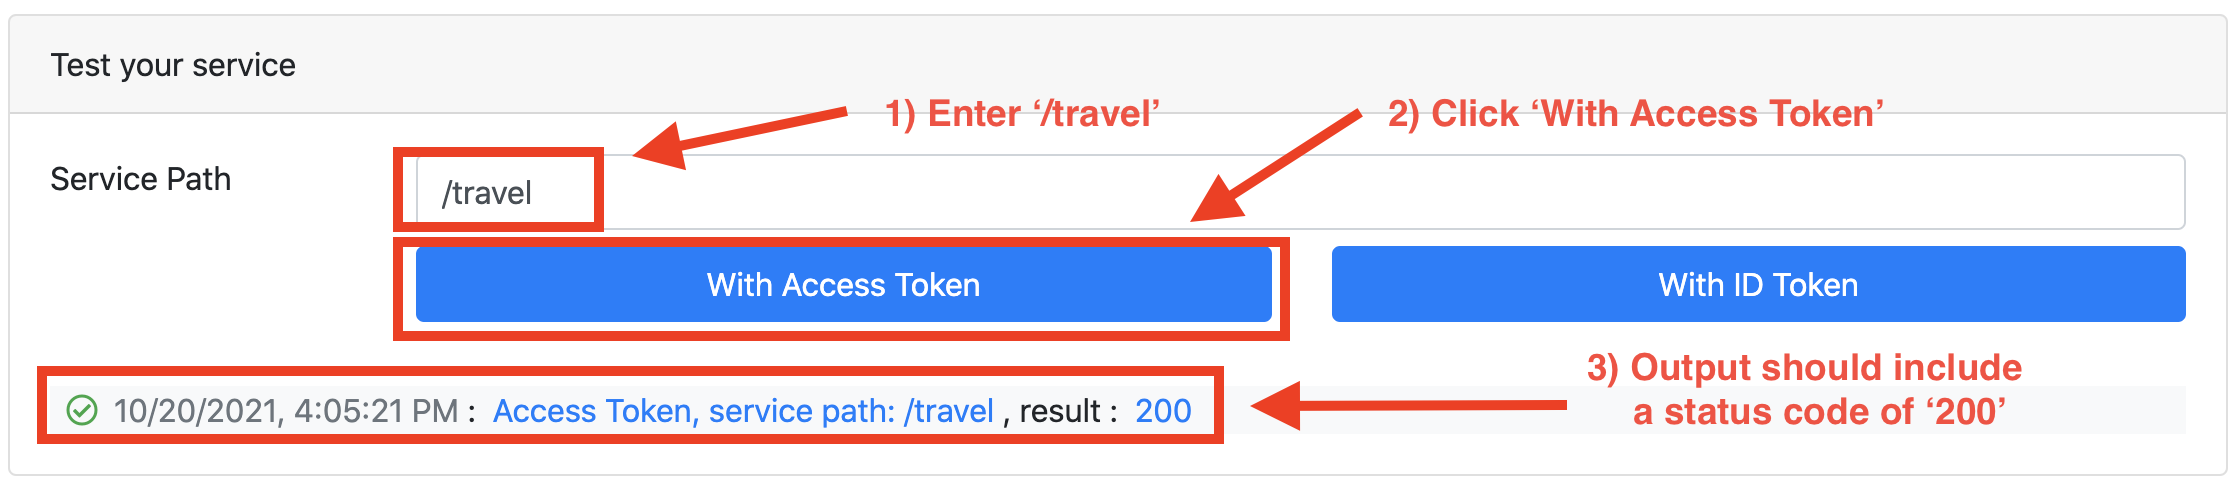 Test your service
1) Enter ‘/travel’
2) Click ‘With Access Token’
Service Path
/travel
With Access Token
With ID Token
3) Output should include
a status code of ‘200’
10/20/2021, 4:05:21 PM : Access Token, service path: /travel , result : 200